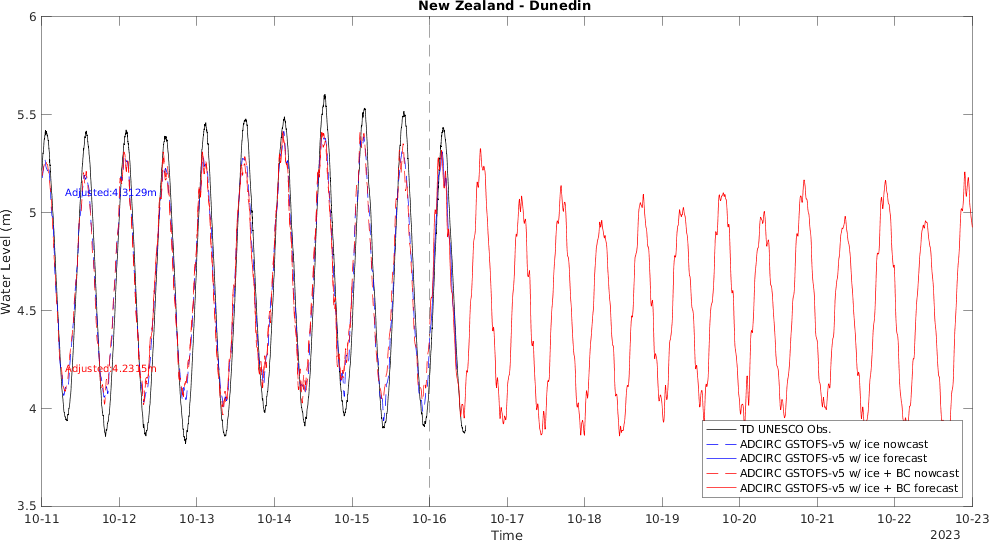 New Zealand - Dunedin
6
5.5
5
4.5
4
3.5
Water Level (m)
Adjusted:4.3129m
Adjusted:4.2315m
TD UNESCO Obs.
ADCIRC GSTOFS-v5 w/ ice nowcast
ADCIRC GSTOFS-v5 w/ ice forecast
ADCIRC GSTOFS-v5 w/ ice + BC nowcast
ADCIRC GSTOFS-v5 w/ ice + BC forecast
10-11 10-12 10-13 10-14 10-15 10-16 10-17 10-18 10-19 10-20 10-21 10-22 10-23
Time
2023